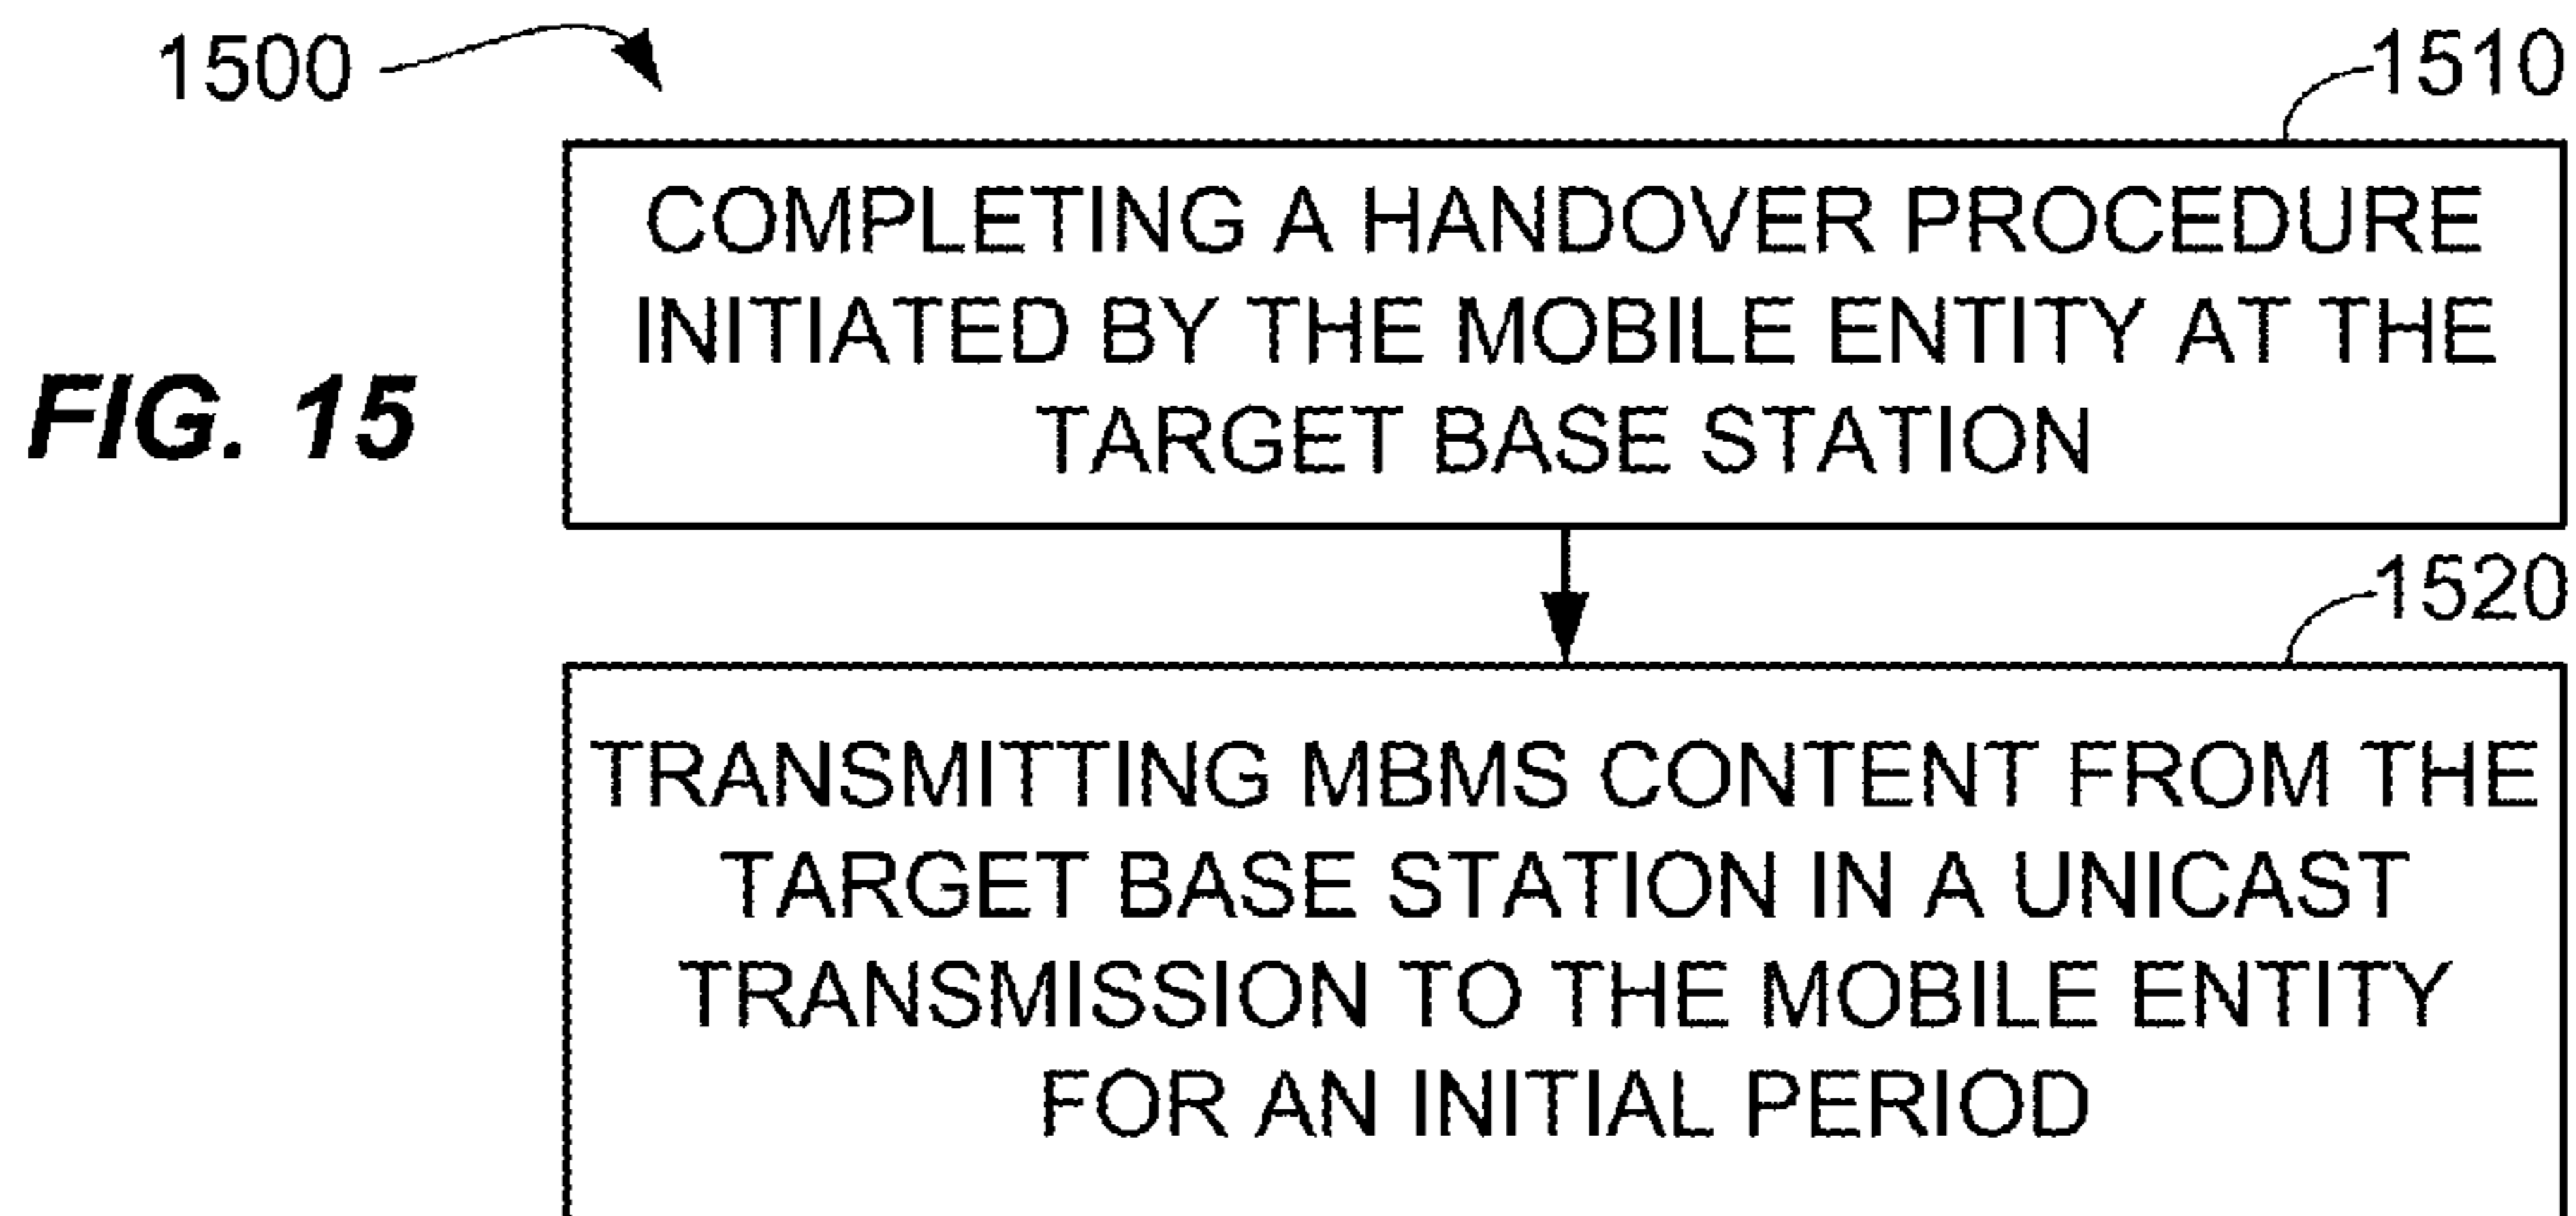 1500
1510
COMPLETING A HANDOVER PROCEDURE
INITIATED BY THE MOBILE ENTITY AT THE
TARGET BASE STATION
FIG. 15
1520
TRANSMITTING MBMS CONTENT FROM THE
TARGET BASE STATION IN A UNICAST
TRANSMISSION TO THE MOBILE ENTITY
FOR AN INITIAL PERIOD